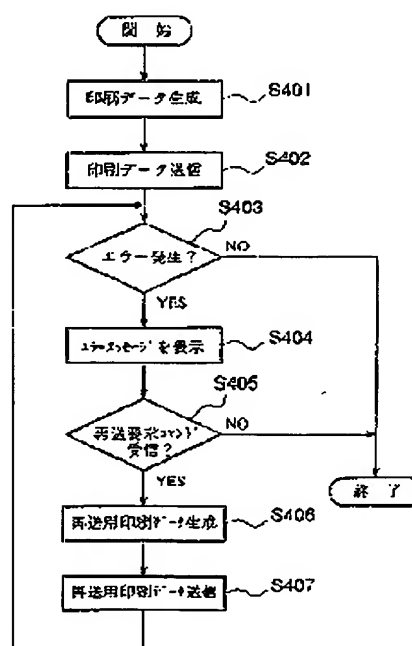 開 始
印刷データ生成
S401
印刷データ送信
S402
S403
エラー発生？
NO
YES
エラーメッセージを表示
S404
S405
再送要求コマンド
受信？
NO
YES
終 了
再送用印刷データ生成
S406
再送用印刷データ送信
S407